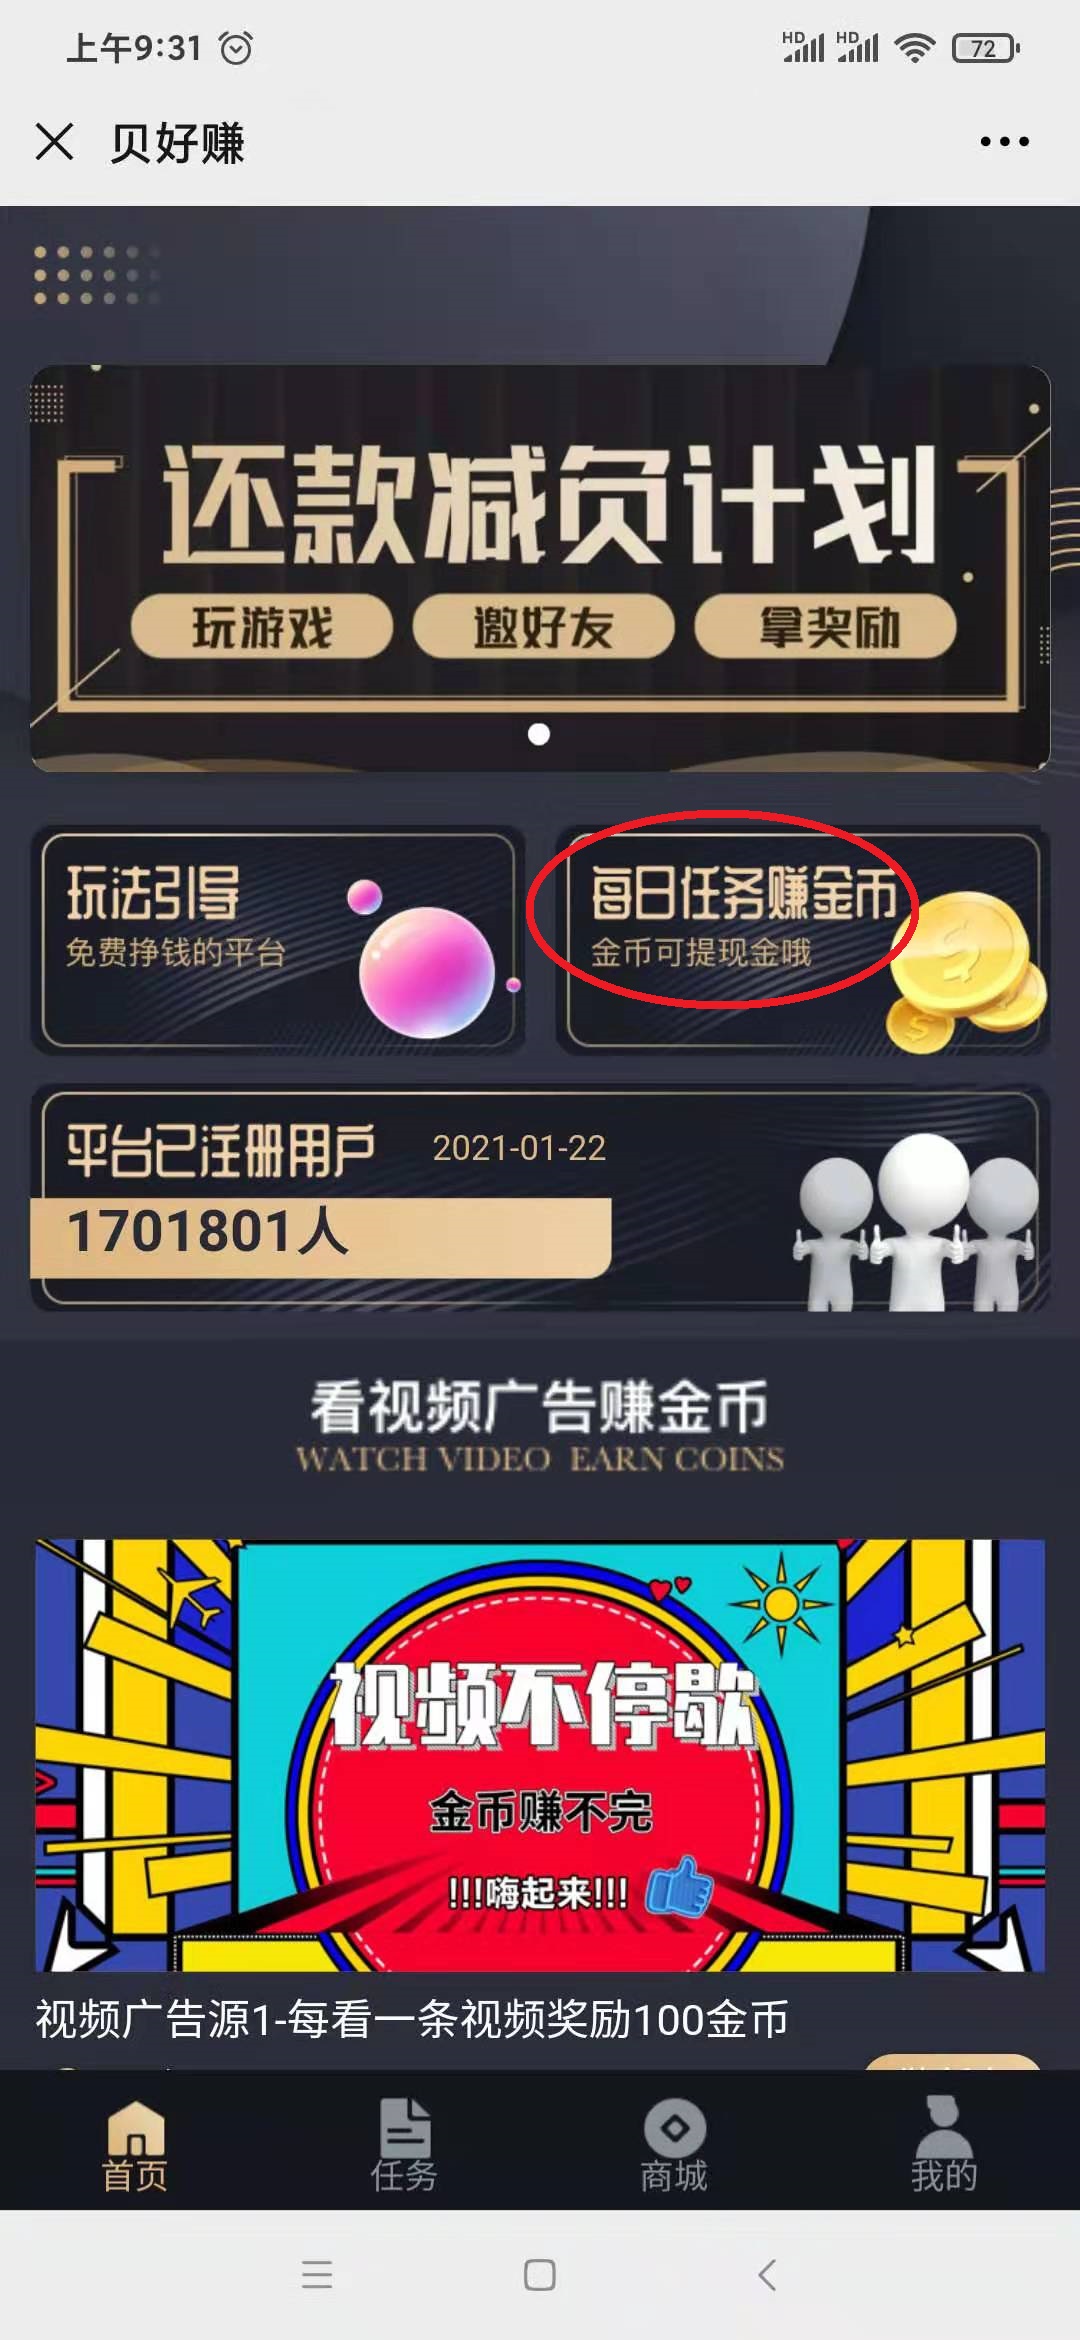 上午9:31
HD HD 72
贝好赚
还款减负计划
玩游戏 邀好友 拿奖励
玩法引导
免费挣钱的平台
每日任务赚金币
金币可提现金哦
平台已注册用户 2021-01-22
1701801人
看视频广告赚金币
WATCH VIDEO EARN COINS
视频不停歇
金币赚不完
!!!嗨起来!!!
视频广告源1-每看一条视频奖励100金币
首页 任务 商城 我的